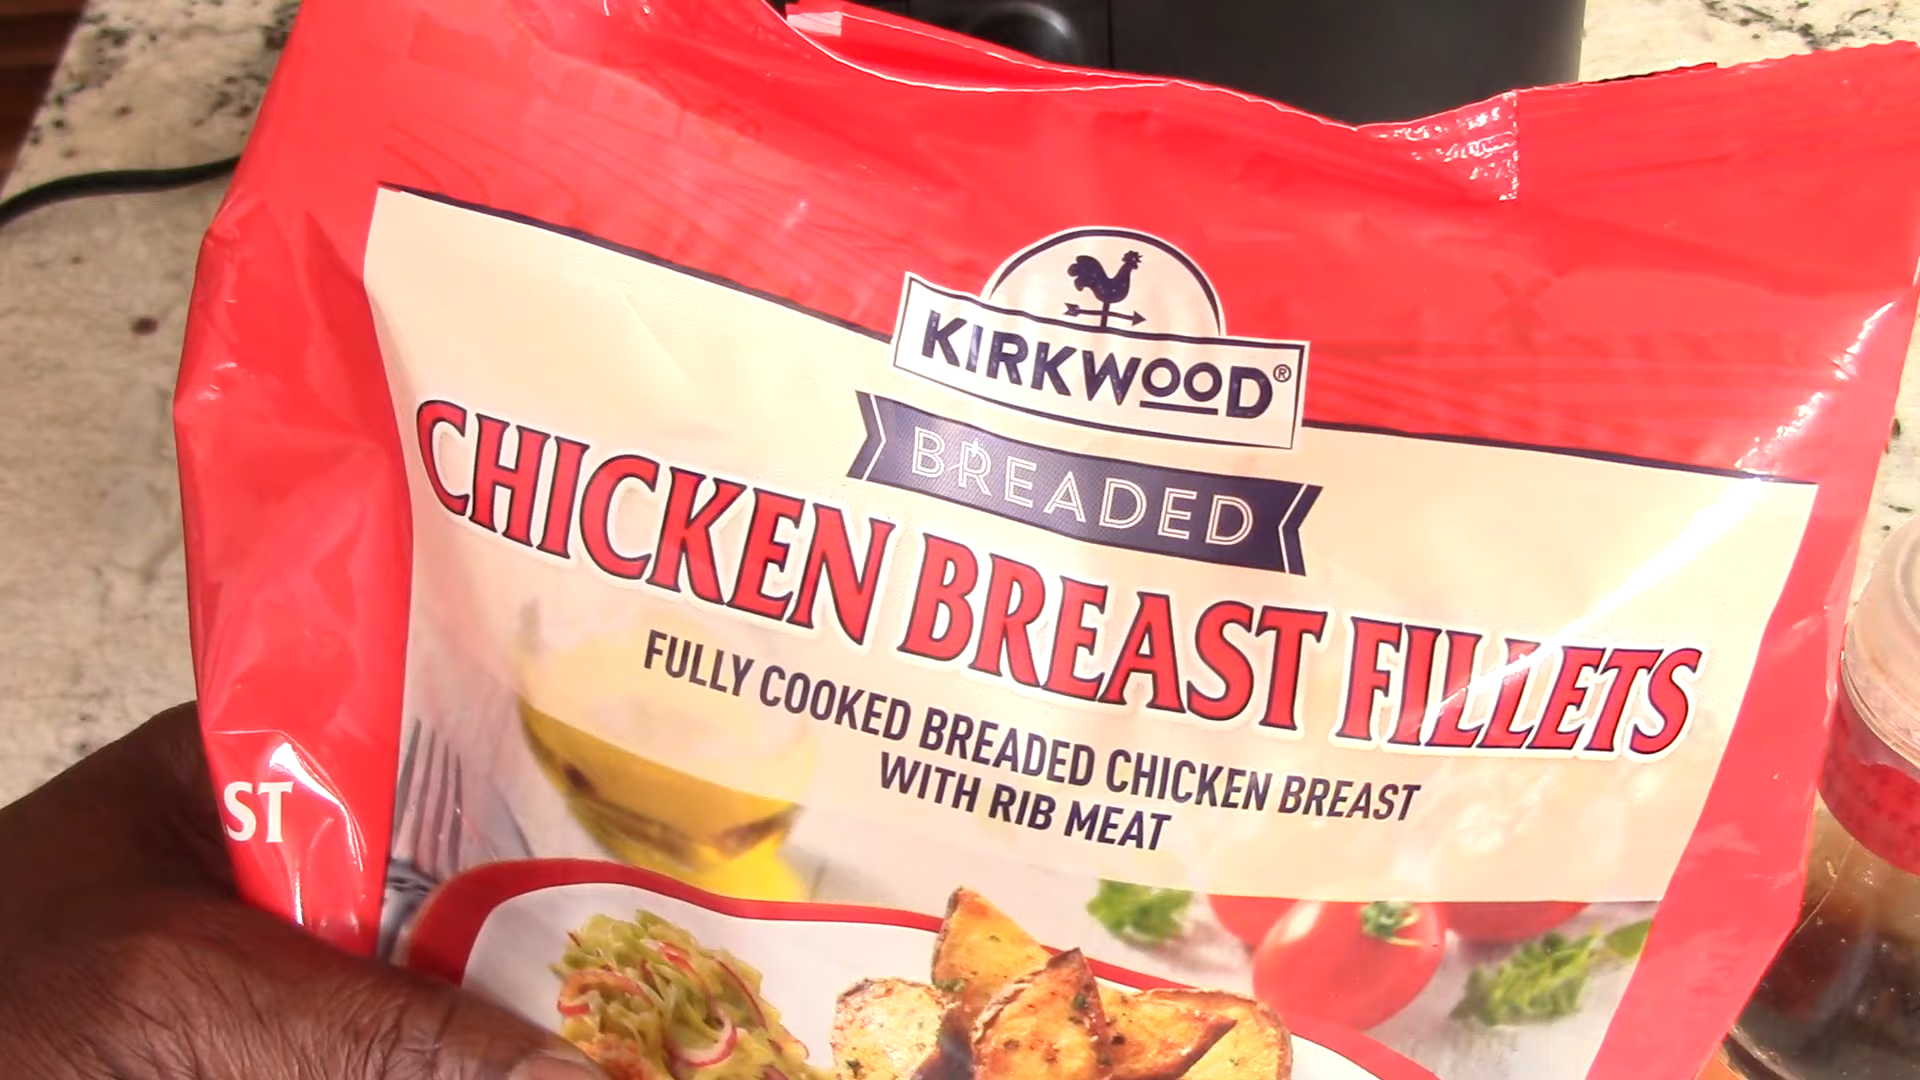 KIRKWOOD®
BREADED
CHICKEN BREAST FILLETS
FULLY COOKED BREADED CHICKEN BREAST
WITH RIB MEAT
ST